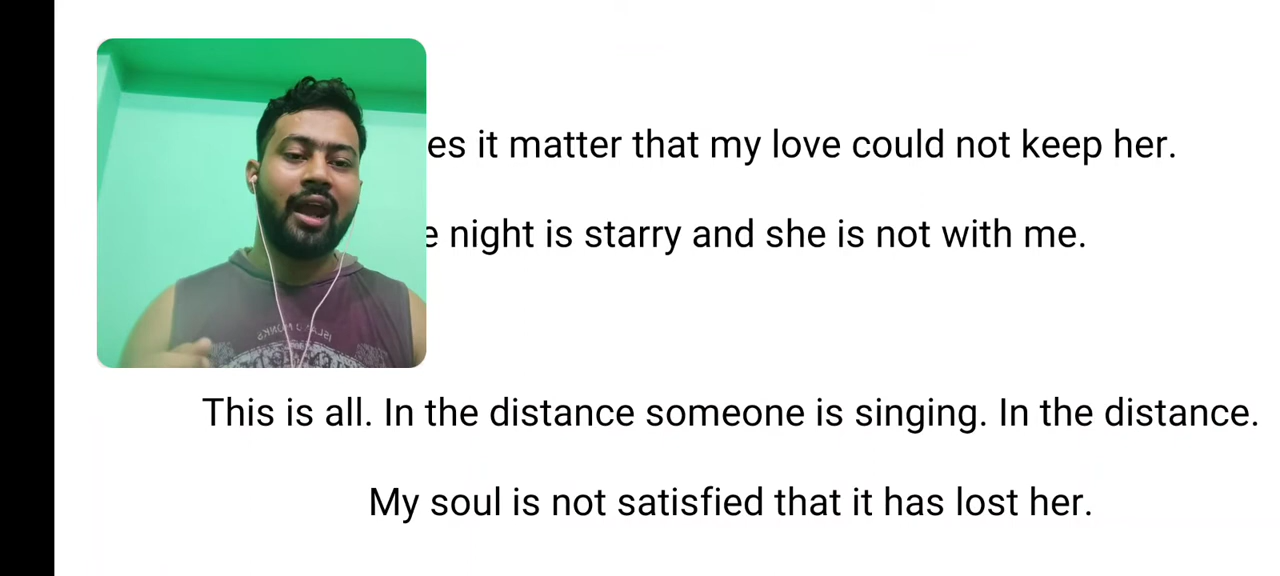 es it matter that my love could not keep her.
e night is starry and she is not with me.
This is all. In the distance someone is singing. In the distance.
My soul is not satisfied that it has lost her.
ISLAND MONKS